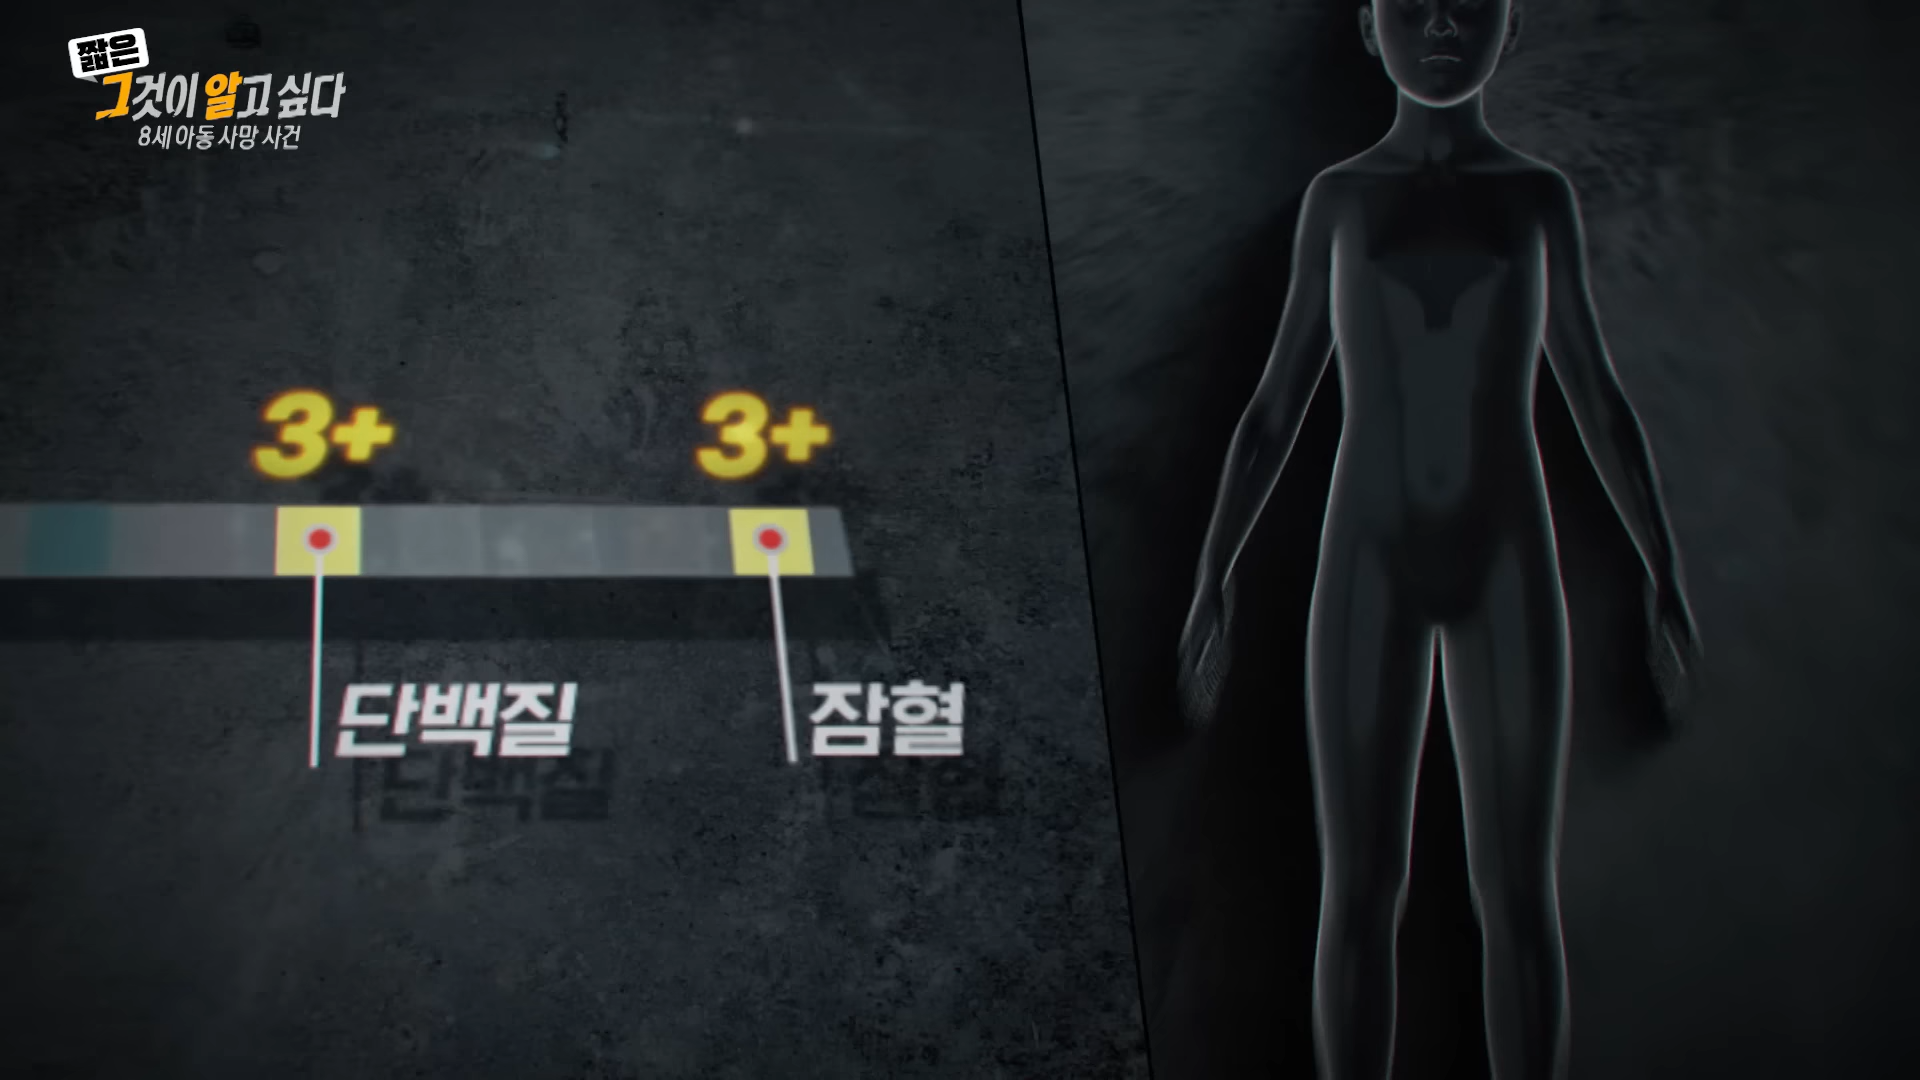 짧은
그것이 알고 싶다
8세 아동 사망 사건
3+ 3+
단백질 잠혈